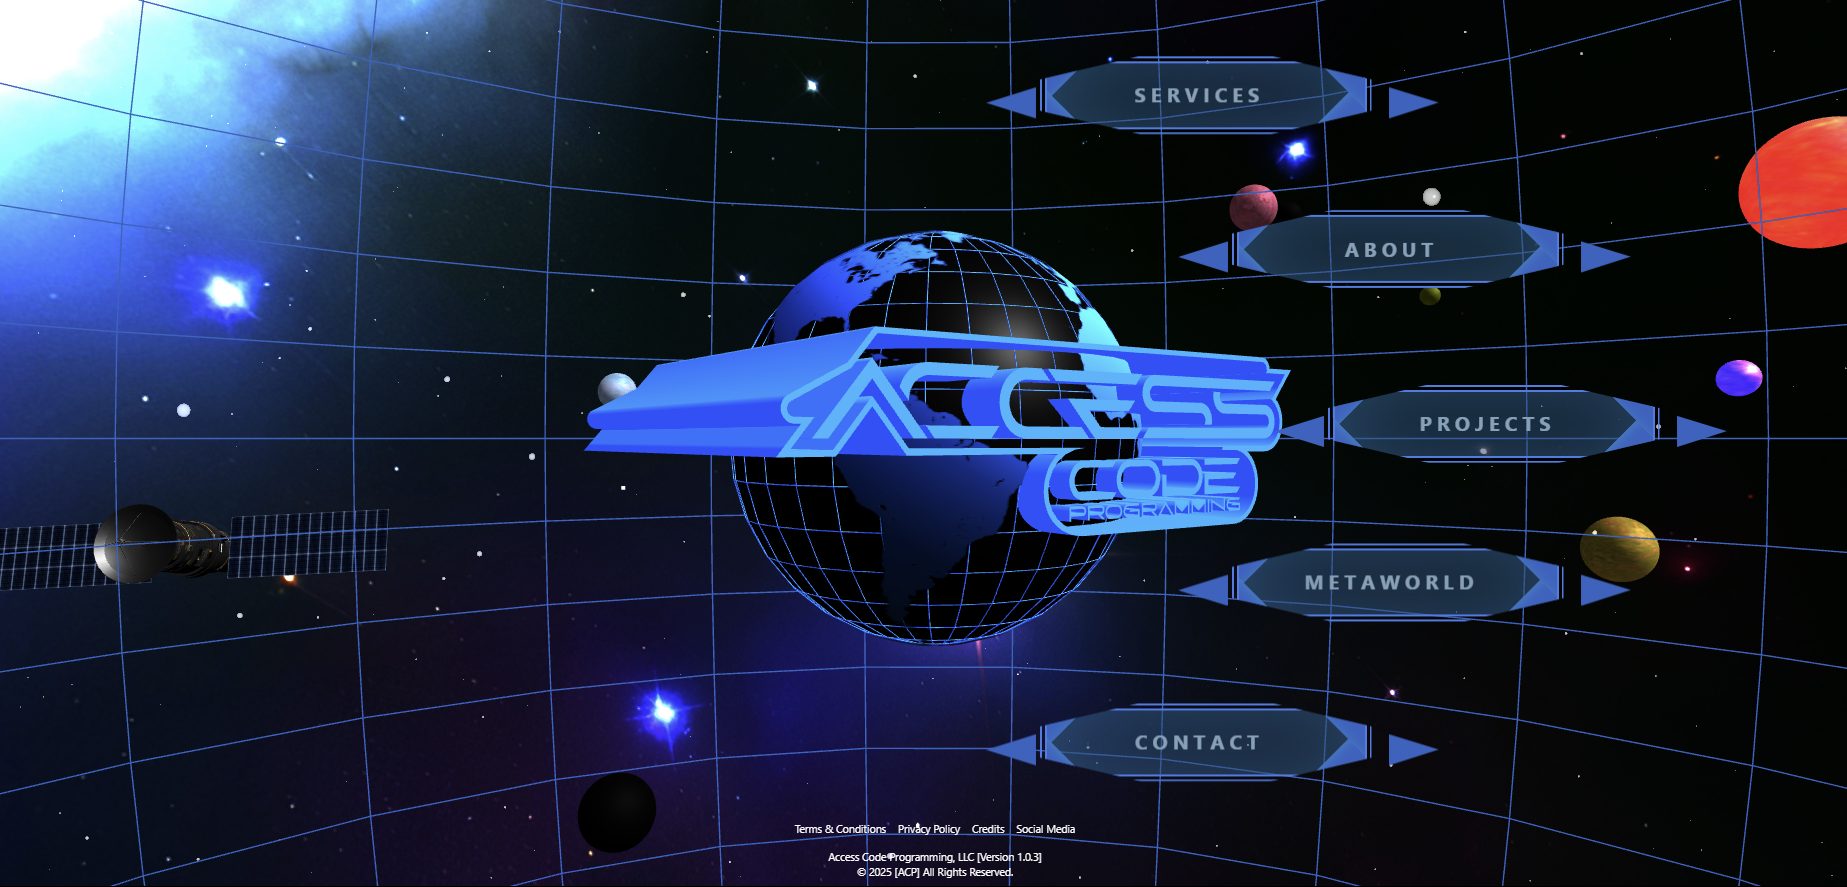 SERVICES
ABOUT
ACCESS
CODE
PROGRAMMING
PROJECTS
METAWORLD
CONTACT
Terms & Conditions Privacy Policy Credits Social Media
Access Code Programming, LLC [Version 1.0.3]
© 2025 [ACP] All Rights Reserved.